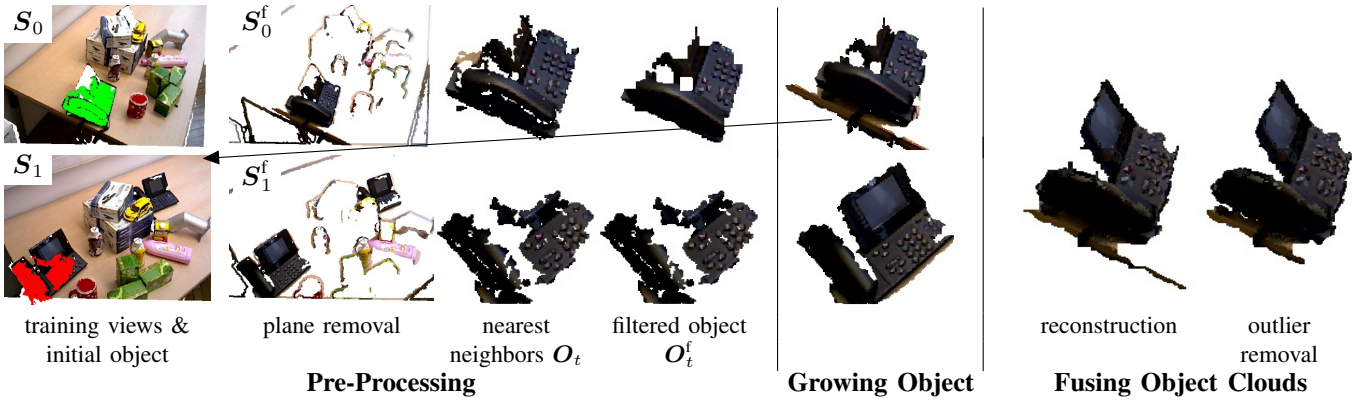 S₀
S₀ᶠ
S₁
S₁ᶠ
training views &
initial object
plane removal
nearest
neighbors Oₜ
filtered object
Oₜᶠ
reconstruction
outlier
removal
Pre-Processing
Growing Object
Fusing Object Clouds